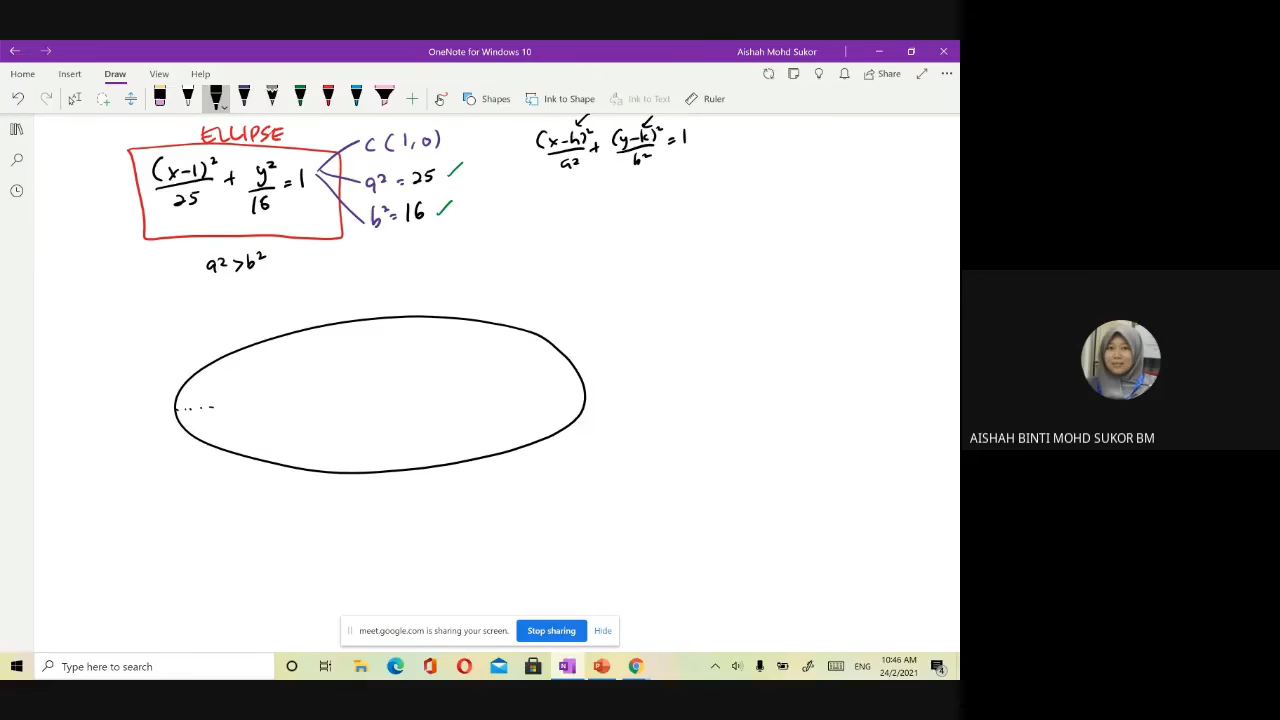 OneNote for Windows 10
Aishah Mohd Sukor
Home Insert Draw View Help
Share
Shapes Ink to Shape Ink to Text Ruler
ELLIPSE
(x-1)²/25 + y²/16 = 1
c (1,0)
a² = 25 ✓
b² = 16 ✓
(x-h)²/a² + (y-k)²/b² = 1
a² > b²
AISHAH BINTI MOHD SUKOR BM
meet.google.com is sharing your screen. Stop sharing Hide
Type here to search
ENG
10:46 AM
24/2/2021
4